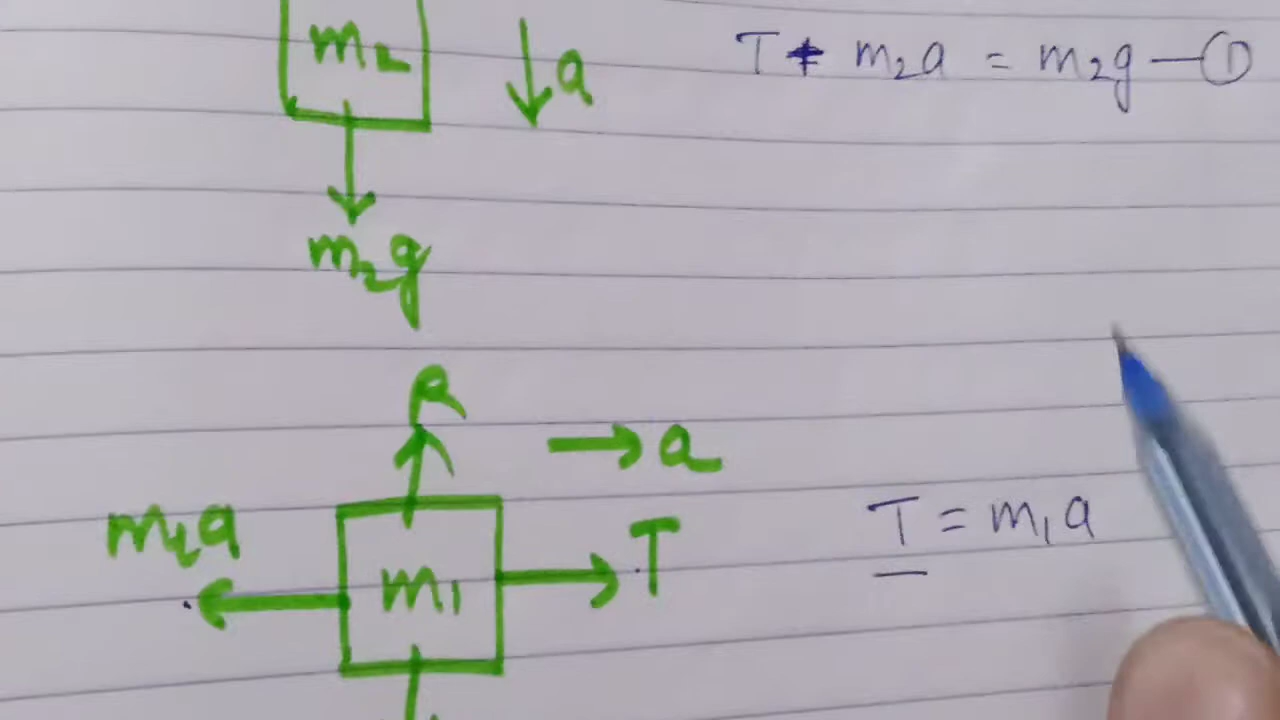 m₂
a
T + m₂a = m₂g — ①
m₂g
R
a
m₁a
T
m₁
T = m₁a